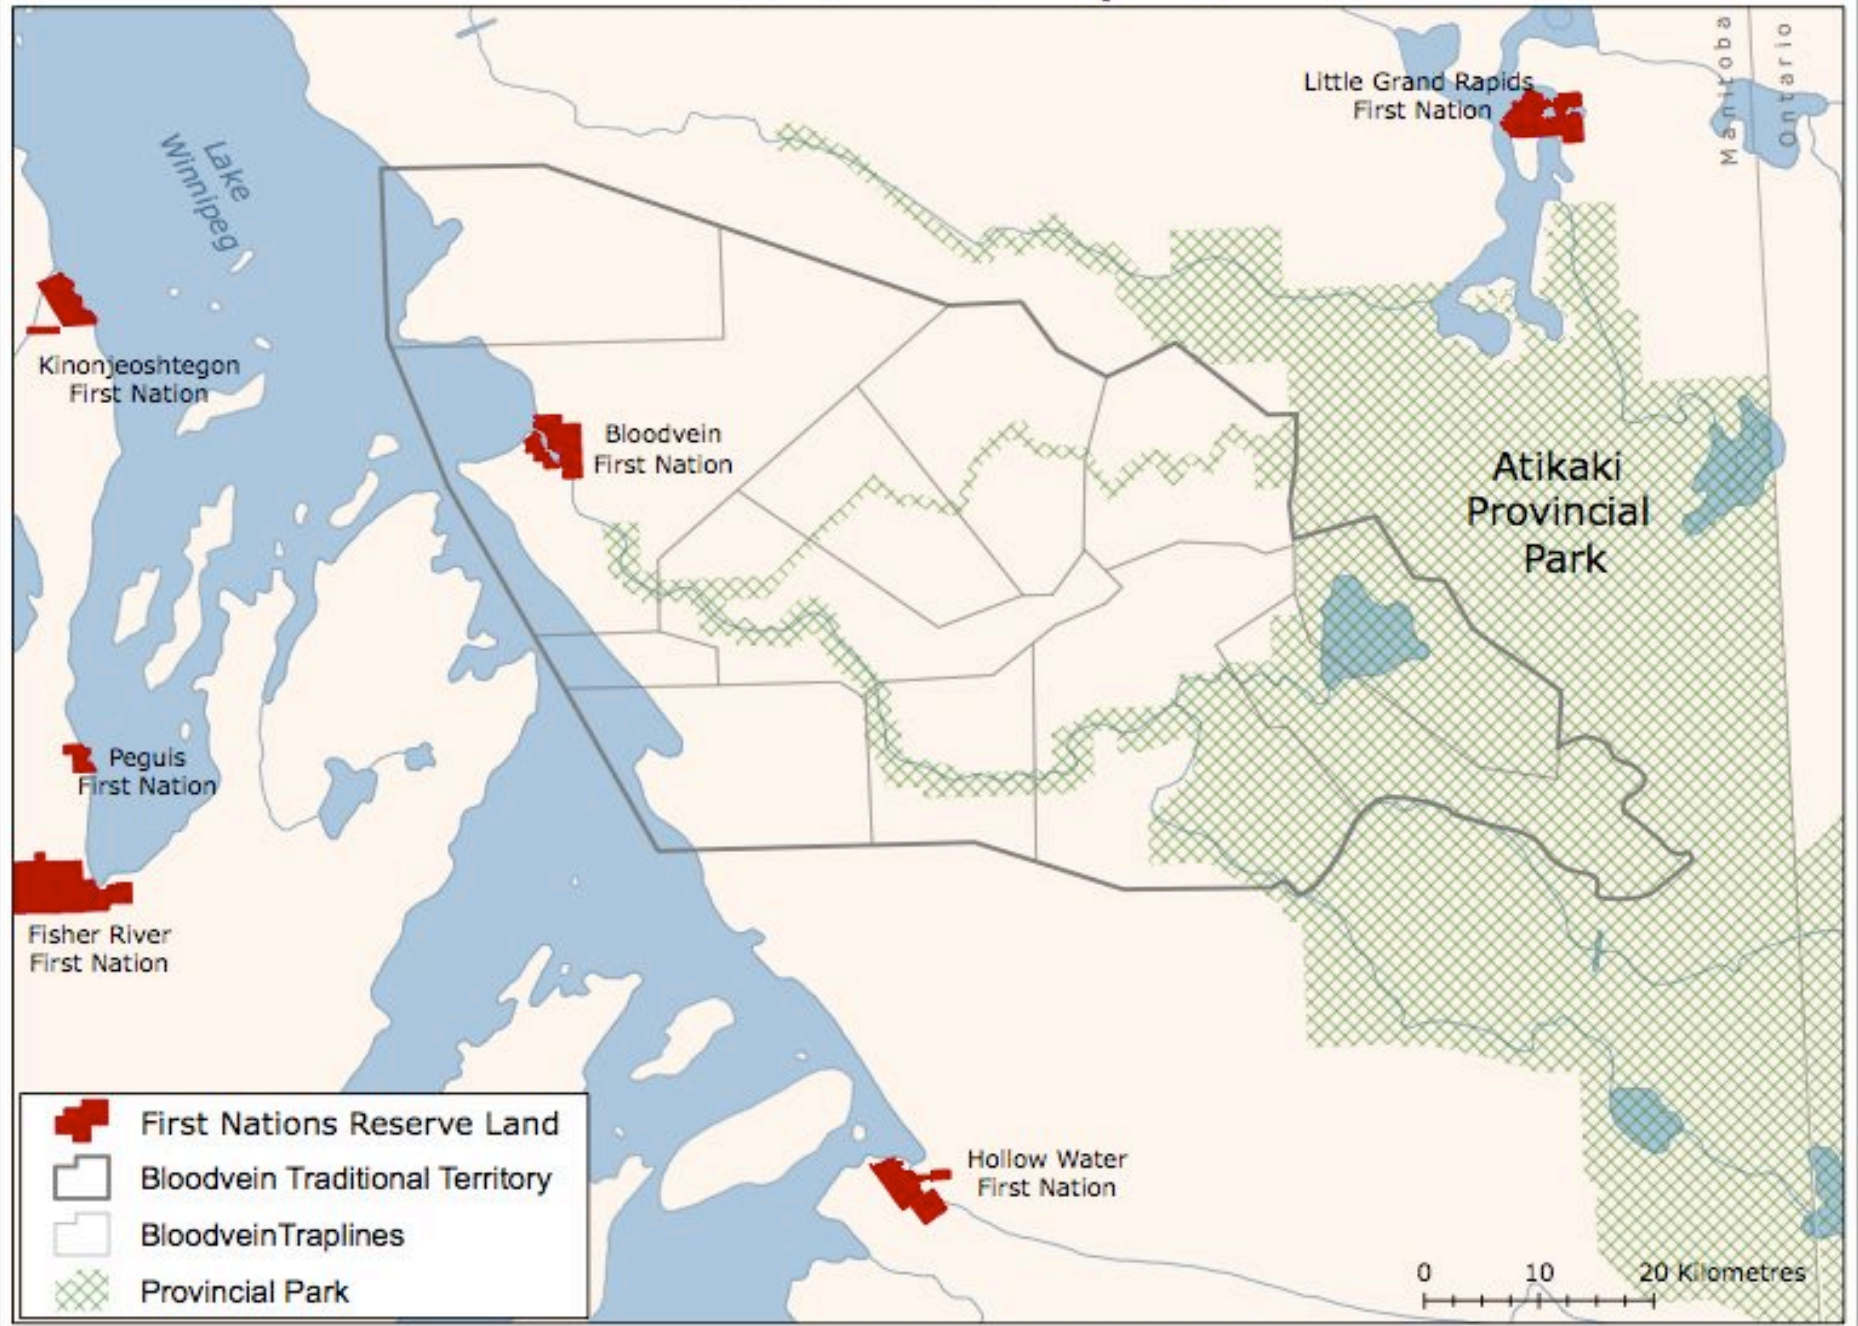 Manitoba
Ontario
Little Grand Rapids
First Nation
Lake
Winnipeg
Kinonjeoshtegon
First Nation
Bloodvein
First Nation
Atikaki
Provincial
Park
Peguis
First Nation
Fisher River
First Nation
Hollow Water
First Nation
First Nations Reserve Land
Bloodvein Traditional Territory
BloodveinTraplines
Provincial Park
0 10 20 Kilometres